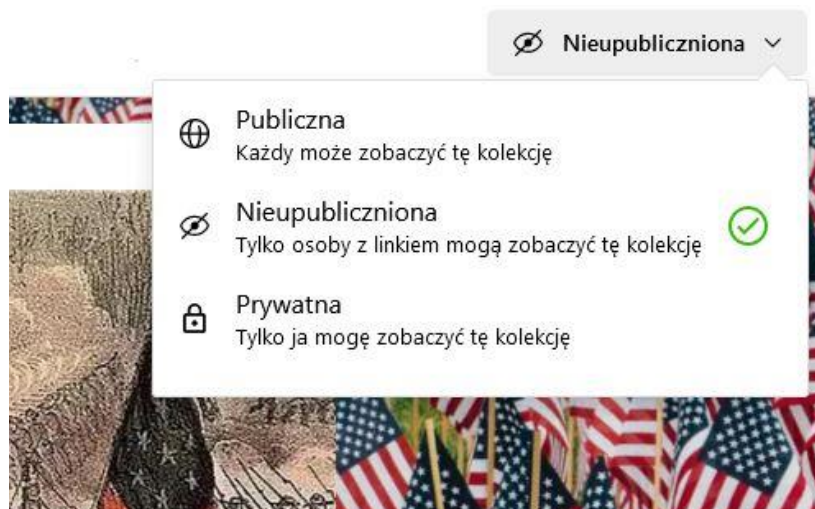 Nieupubliczniona
Publiczna
Każdy może zobaczyć tę kolekcję
Nieupubliczniona
Tylko osoby z linkiem mogą zobaczyć tę kolekcję
Prywatna
Tylko ja mogę zobaczyć tę kolekcję